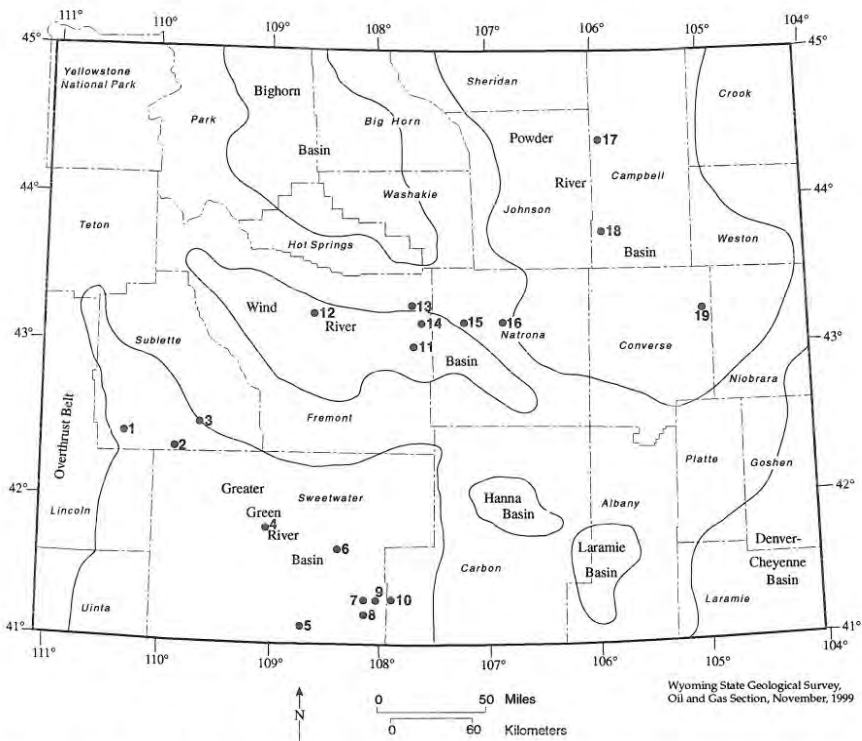 111°
110°
109°
108°
107°
106°
105°
104°
45°
45°
Yellowstone
National Park
Park
Bighorn
Basin
Big Horn
Washakie
Hot Springs
Sheridan
Powder
River
Basin
Johnson
Campbell
Crook
Weston
17
18
44°
44°
Teton
Wind
River
Basin
12
13
14
15
16
11
Natrona
Converse
19
Niobrara
43°
43°
Sublette
Fremont
Overthrust Belt
1
2
3
Lincoln
42°
42°
Greater
Green
River
Basin
Sweetwater
4
6
7
9
10
8
5
Hanna
Basin
Albany
Laramie
Basin
Carbon
Platte
Goshen
Denver-
Cheyenne
Basin
Laramie
Uinta
41°
41°
111°
110°
109°
108°
107°
106°
105°
104°
N
0 50 Miles
0 60 Kilometers
Wyoming State Geological Survey,
Oil and Gas Section, November, 1999